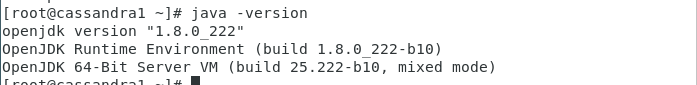 [root@cassandra1 ~]# java -version
openjdk version "1.8.0_222"
OpenJDK Runtime Environment (build 1.8.0_222-b10)
OpenJDK 64-Bit Server VM (build 25.222-b10, mixed mode)
[root@cassandra1 ~]#